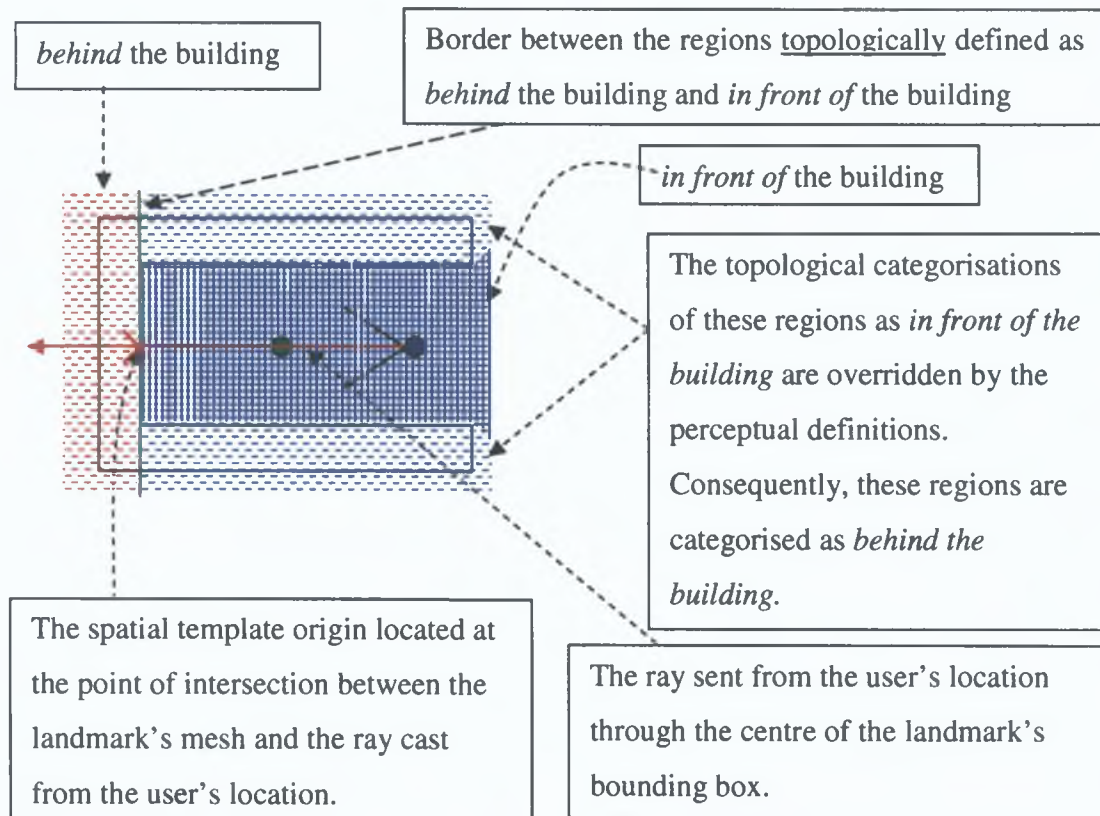 behind the building
Border between the regions topologically defined as
behind the building and in front of the building
in front of the building
The topological categorisations
of these regions as in front of the
building are overridden by the
perceptual definitions.
Consequently, these regions are
categorised as behind the
building.
The spatial template origin located at
the point of intersection between the
landmark's mesh and the ray cast
from the user's location.
The ray sent from the user's location
through the centre of the landmark's
bounding box.